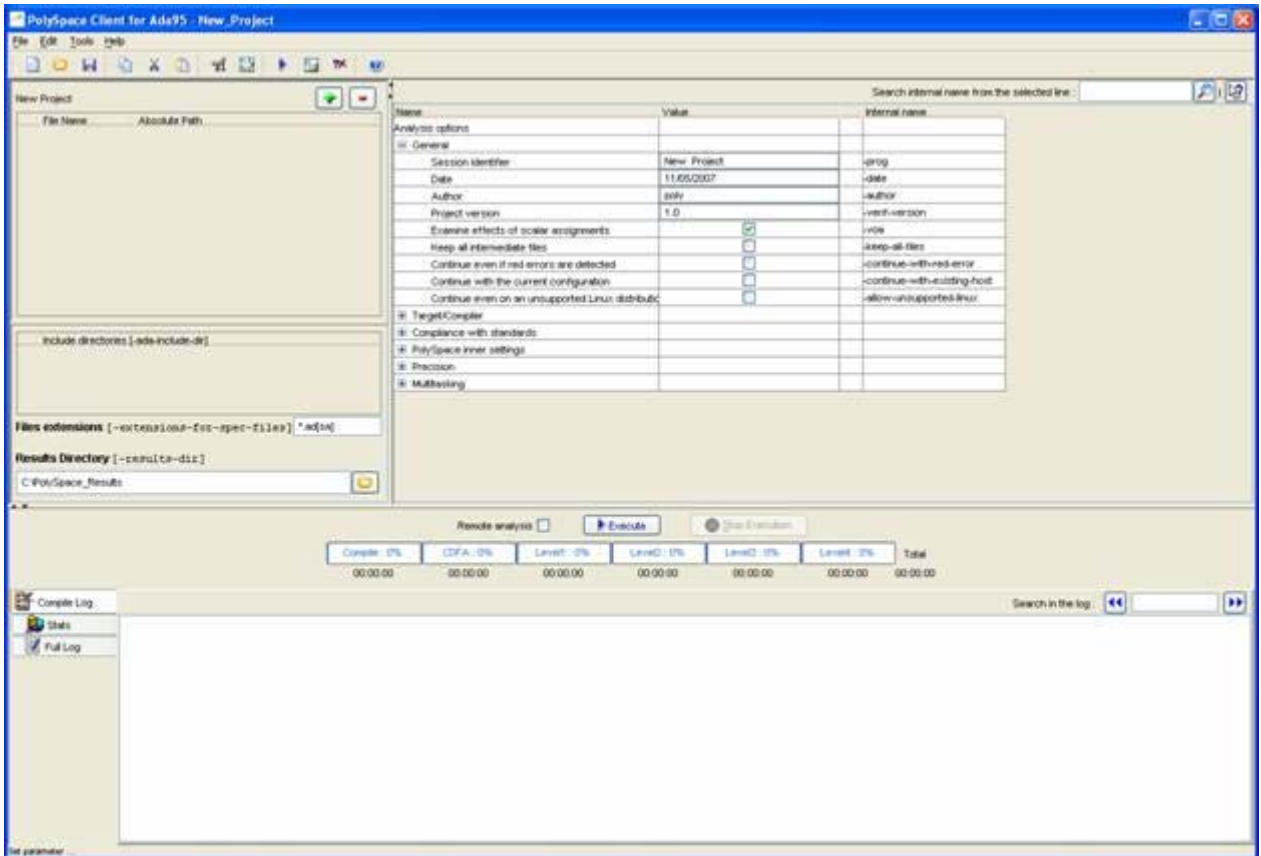 PolySpace Client for Ada95 - New_Project
File Edit Tools Help
New Project
File Name Absolute Path
Include directories [-ada-include-dir]
Files extensions [-extensions-for-spec-files] *.ad[sa]
Results Directory [-results-dir]
C:\PolySpace_Results
Search internal name from the selected line :
Name Value Internal name
Analysis options
General
Session identifier New_Project -prog
Date 11/05/2007 -date
Author poly -author
Project version 1.0 -verif-version
Examine effects of scalar assignments -voa
Keep all intermediate files -keep-all-files
Continue even if red errors are detected -continue-with-red-error
Continue with the current configuration -continue-with-existing-host
Continue even on an unsupported Linux distributic -allow-unsupported-linux
Target/Compiler
Compliance with standards
PolySpace inner settings
Precision
Multitasking
Remote analysis Execute Stop Execution
Compile : 0% CDFA : 0% Level1 : 0% Level2 : 0% Level3 : 0% Level4 : 0% Total
00:00:00 00:00:00 00:00:00 00:00:00 00:00:00 00:00:00 00:00:00
Compile Log Search in the log :
Stats
Full Log
Set parameter ...